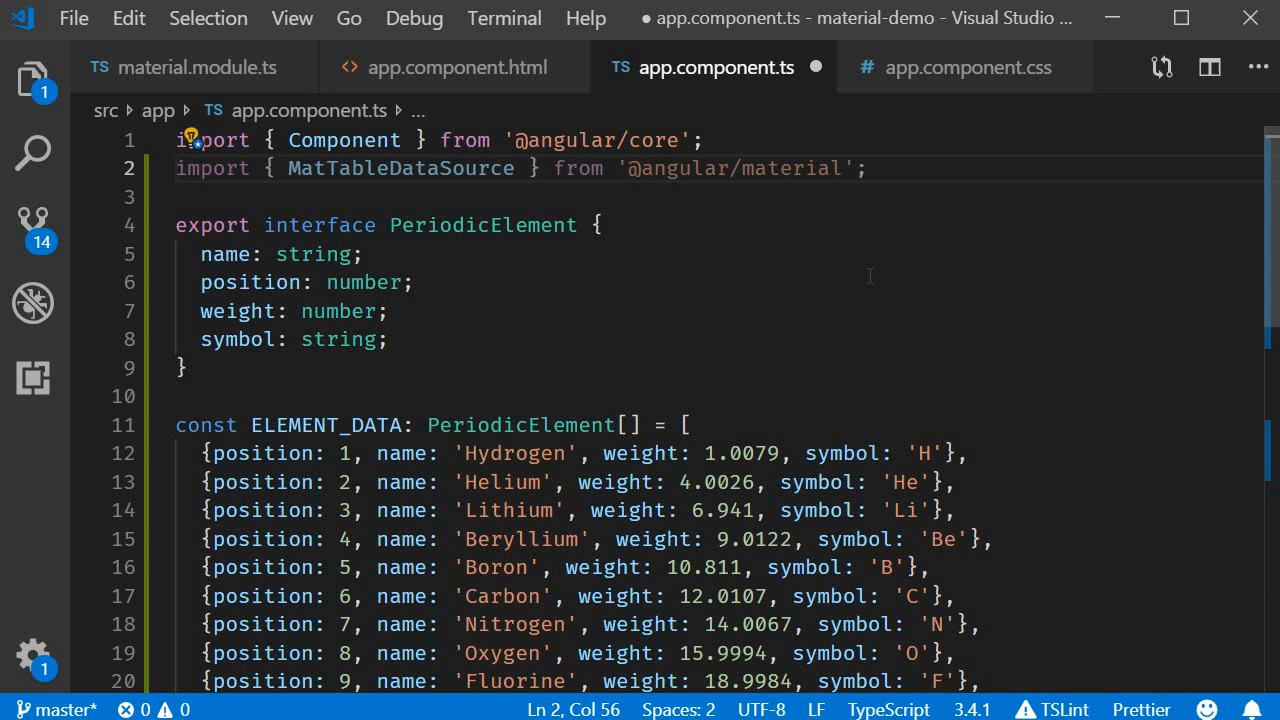 File Edit Selection View Go Debug Terminal Help ● app.component.ts - material-demo - Visual Studio ...
TS material.module.ts <> app.component.html TS app.component.ts ● # app.component.css ...
src › app › TS app.component.ts › ...
1 import { Component } from '@angular/core';
2 import { MatTableDataSource } from '@angular/material';
3
4 export interface PeriodicElement {
5 name: string;
6 position: number;
7 weight: number;
8 symbol: string;
9 }
10
11 const ELEMENT_DATA: PeriodicElement[] = [
12 {position: 1, name: 'Hydrogen', weight: 1.0079, symbol: 'H'},
13 {position: 2, name: 'Helium', weight: 4.0026, symbol: 'He'},
14 {position: 3, name: 'Lithium', weight: 6.941, symbol: 'Li'},
15 {position: 4, name: 'Beryllium', weight: 9.0122, symbol: 'Be'},
16 {position: 5, name: 'Boron', weight: 10.811, symbol: 'B'},
17 {position: 6, name: 'Carbon', weight: 12.0107, symbol: 'C'},
18 {position: 7, name: 'Nitrogen', weight: 14.0067, symbol: 'N'},
19 {position: 8, name: 'Oxygen', weight: 15.9994, symbol: 'O'},
20 {position: 9, name: 'Fluorine', weight: 18.9984, symbol: 'F'},
1
14
1
master* 0 0 Ln 2, Col 56 Spaces: 2 UTF-8 LF TypeScript 3.4.1 TSLint Prettier